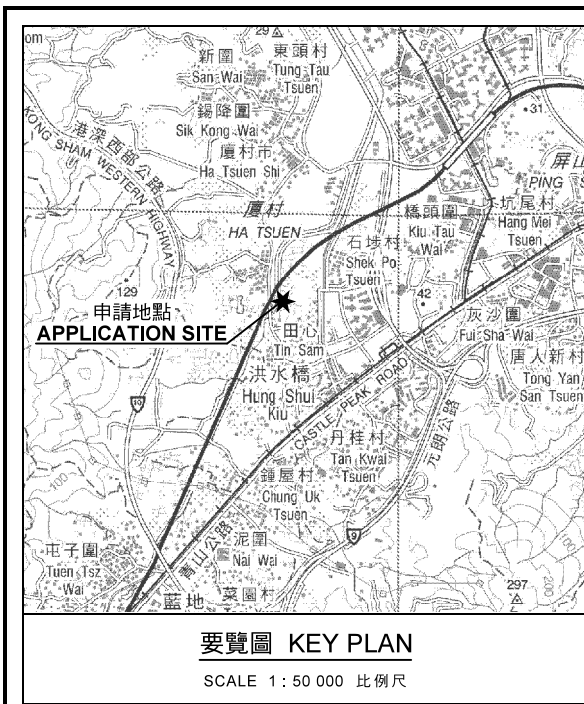 om
29
新圍
San Wai
東頭村
Tung Tau
Tsuen
錫降圍
Sik Kong Wai
廈村市
Ha Tsuen Shi
港深西部公路
KONG SHAM WESTERN HIGHWAY
廈村
HA TSUEN
31
屏山
PING S
坑尾村
Hang Mei
Tsuen
橋頭圍
Kiu Tau
Wai
石埗村
Shek Po
Tsuen
129
42
申請地點
APPLICATION SITE
田心
Tin Sam
灰沙圍
Fui Sha Wai
唐人新村
Tong Yan
San Tsuen
洪水橋
Hung Shui
Kiu
10
CASTLE PEAK ROAD
丹桂村
Tan Kwai
Tsuen
元朗公路
鍾屋村
Chung Uk
Tsuen
100
100
9
青山公路
泥圍
Nai Wai
屯子圍
Tuen Tsz
Wai
藍地
菜園村
297
200
要覽圖 KEY PLAN
SCALE 1 : 50 000 比例尺